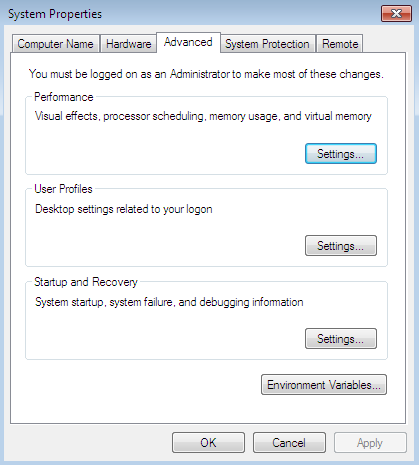 System Properties
Computer Name Hardware Advanced System Protection Remote
You must be logged on as an Administrator to make most of these changes.
Performance
Visual effects, processor scheduling, memory usage, and virtual memory
Settings...
User Profiles
Desktop settings related to your logon
Settings...
Startup and Recovery
System startup, system failure, and debugging information
Settings...
Environment Variables...
OK Cancel Apply